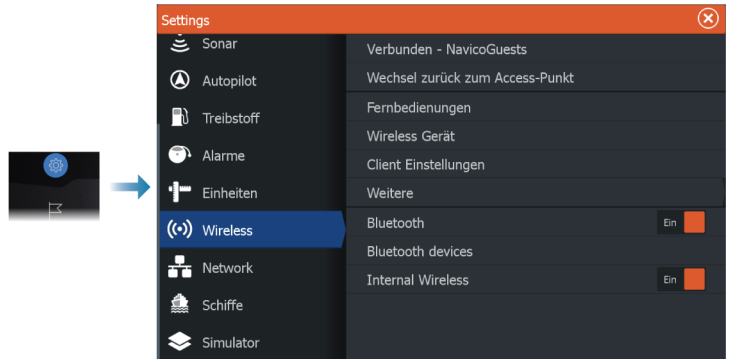 Settings
Sonar
Autopilot
Treibstoff
Alarme
Einheiten
Wireless
Network
Schiffe
Simulator
Verbunden - NavicoGuests
Wechsel zurück zum Access-Punkt
Fernbedienungen
Wireless Gerät
Client Einstellungen
Weitere
Bluetooth Ein
Bluetooth devices
Internal Wireless Ein